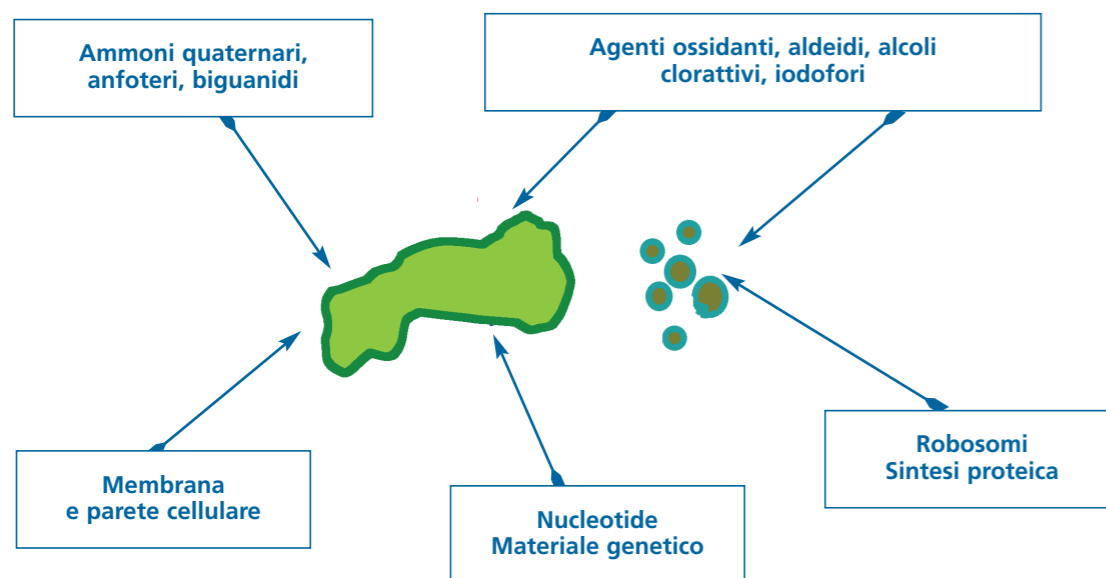 Ammoni quaternari,
anfoteri, biguanidi
Agenti ossidanti, aldeidi, alcoli
clorattivi, iodofori
Membrana
e parete cellulare
Nucleotide
Materiale genetico
Robosomi
Sintesi proteica